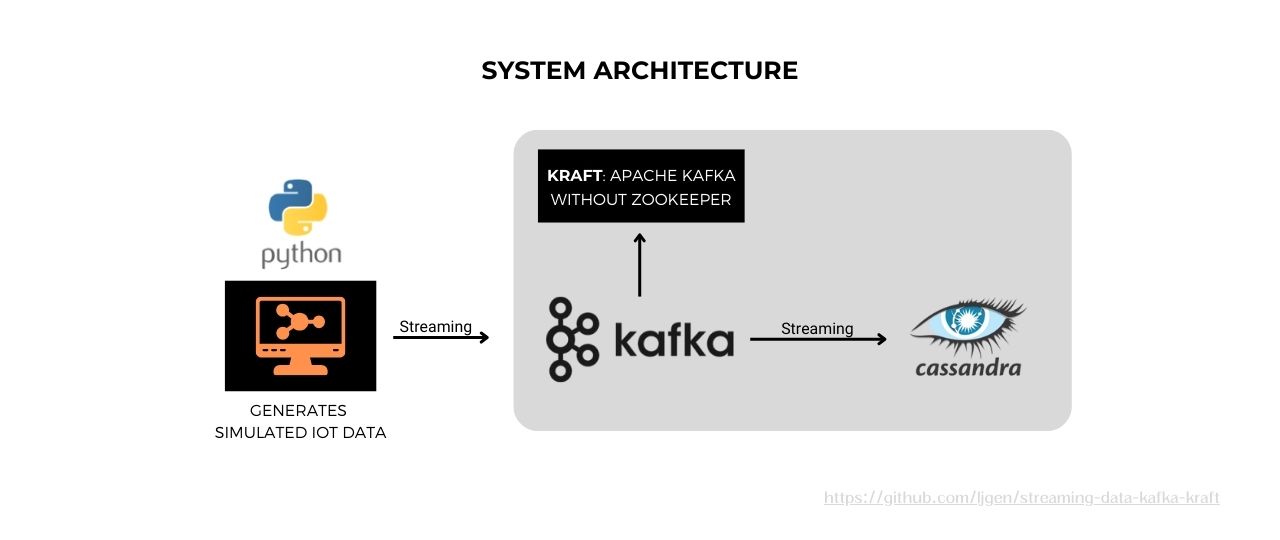 SYSTEM ARCHITECTURE
KRAFT: APACHE KAFKA
WITHOUT ZOOKEEPER
python
Streaming
GENERATES
SIMULATED IOT DATA
kafka
Streaming
cassandra
https://github.com/ljgen/streaming-data-kafka-kraft